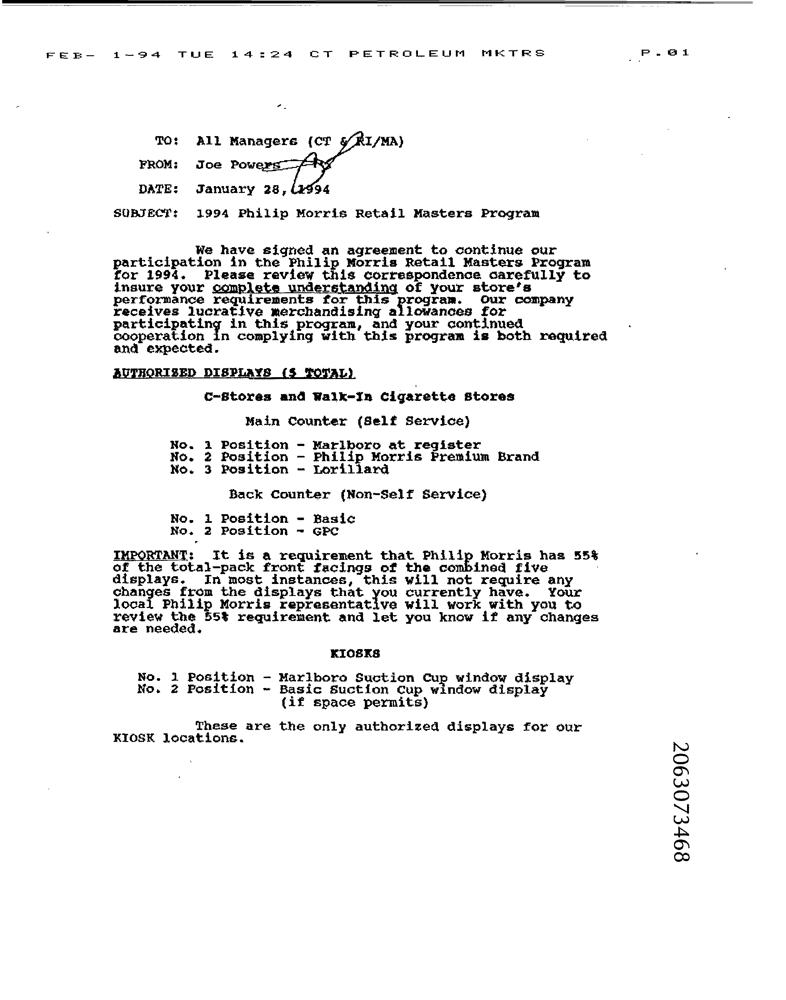 FEB- 1-94 TUE 14:24 CT PETROLEUM MKTRS P.01
TO: All Managers (CT & RI/MA)
FROM: Joe Powers
DATE: January 28, 1994
SUBJECT: 1994 Philip Morris Retail Masters Program
We have signed an agreement to continue our
participation in the Philip Morris Retail Masters Program
for 1994. Please review this correspondence carefully to
insure your complete understanding of your store's
performance requirements for this program. Our company
receives lucrative merchandising allowances for
participating in this program, and your continued
cooperation in complying with this program is both required
and expected.
AUTHORIZED DISPLAYS (5 TOTAL)
C-Stores and Walk-In Cigarette Stores
Main Counter (Self Service)
No. 1 Position - Marlboro at register
No. 2 Position - Philip Morris Premium Brand
No. 3 Position - Lorillard
Back Counter (Non-Self Service)
No. 1 Position - Basic
No. 2 Position - GPC
IMPORTANT: It is a requirement that Philip Morris has 55%
of the total-pack front facings of the combined five
displays. In most instances, this will not require any
changes from the displays that you currently have. Your
local Philip Morris representative will work with you to
review the 55% requirement and let you know if any changes
are needed.
KIOSKS
No. 1 Position - Marlboro Suction Cup window display
No. 2 Position - Basic Suction Cup window display
(if space permits)
These are the only authorized displays for our
KIOSK locations.
2063073468